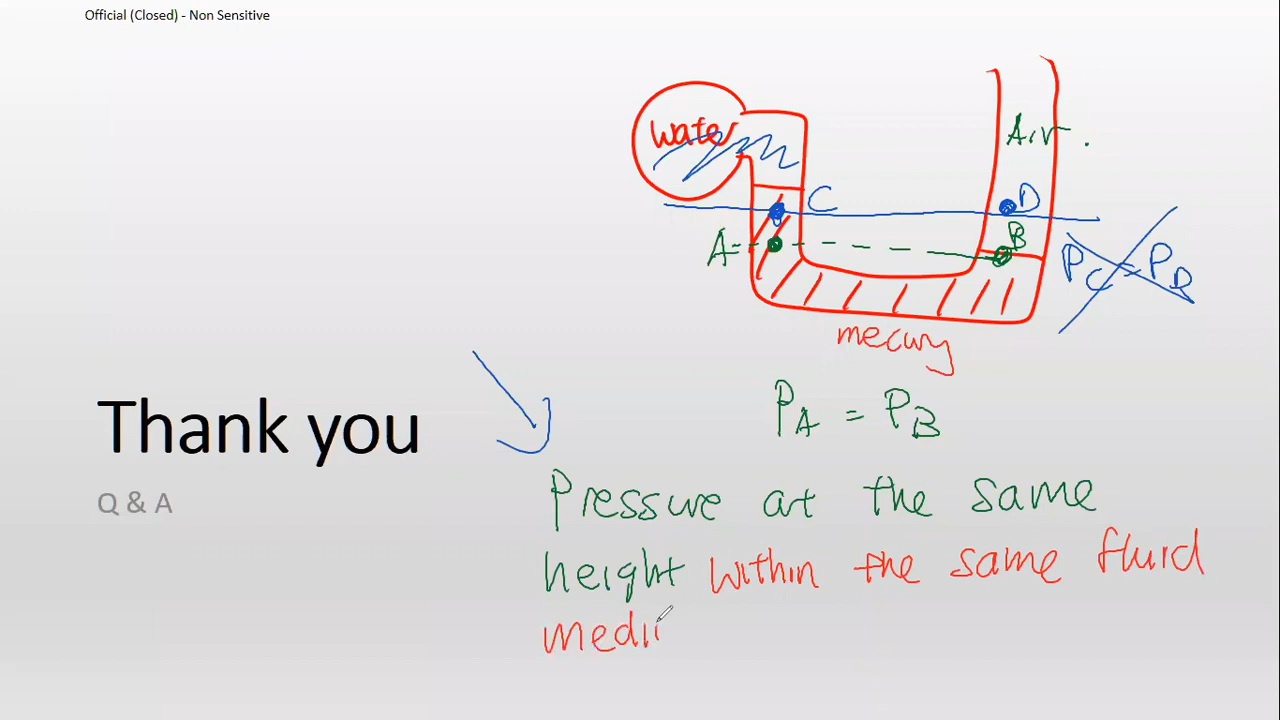 Official (Closed) - Non Sensitive
water
Air.
C
D
A
B
PC = PD
mecury
PA = PB
Thank you
Q & A
Pressure at the same
height within the same fluid
medi